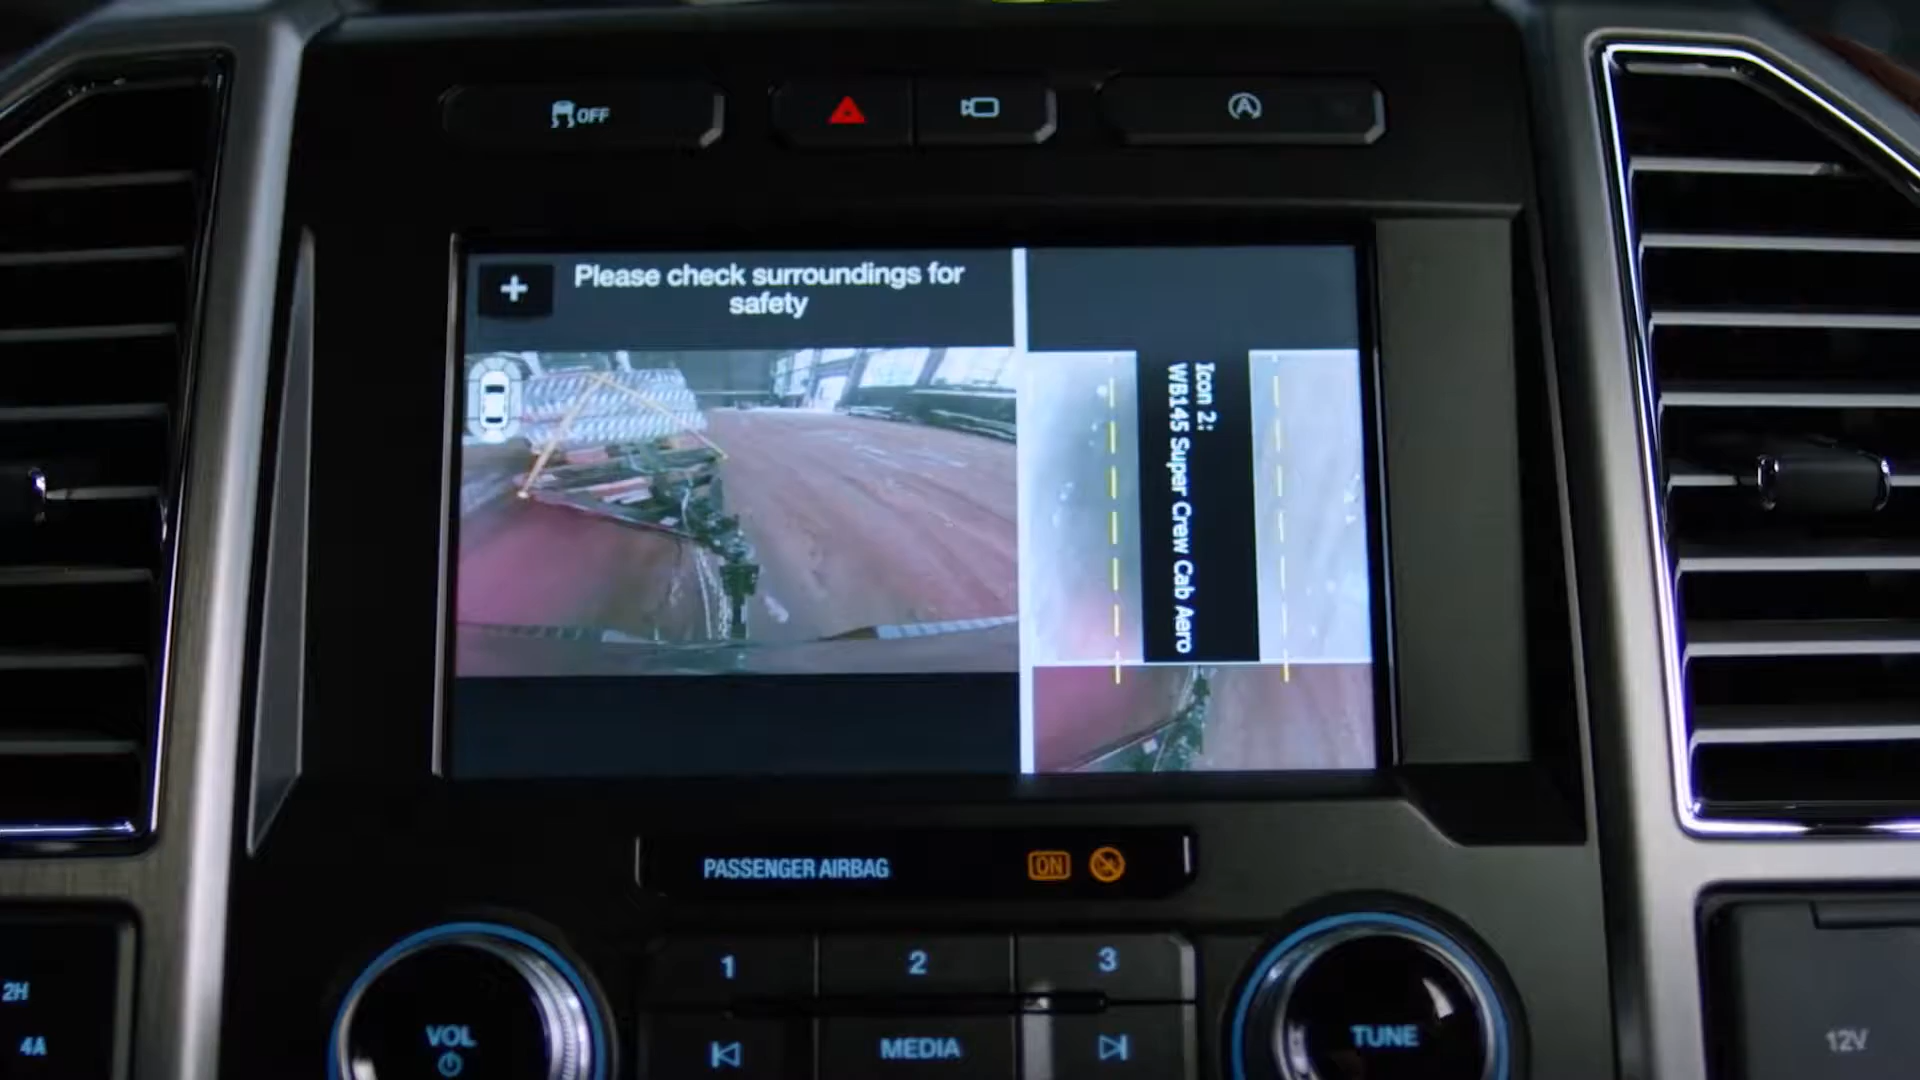 OFF
A
+
Please check surroundings for
safety
Icon 2:
WB145 Super Crew Cab Aero
PASSENGER AIRBAG
ON
1
2
3
2H
4A
VOL
MEDIA
TUNE
12V